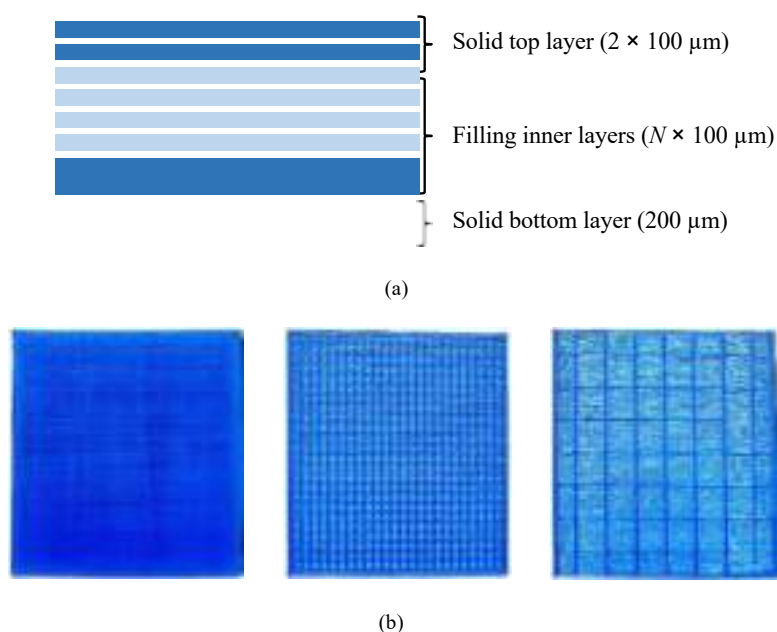 Solid top layer (2 × 100 µm)
Filling inner layers (N × 100 µm)
Solid bottom layer (200 µm)
(a)
(b)